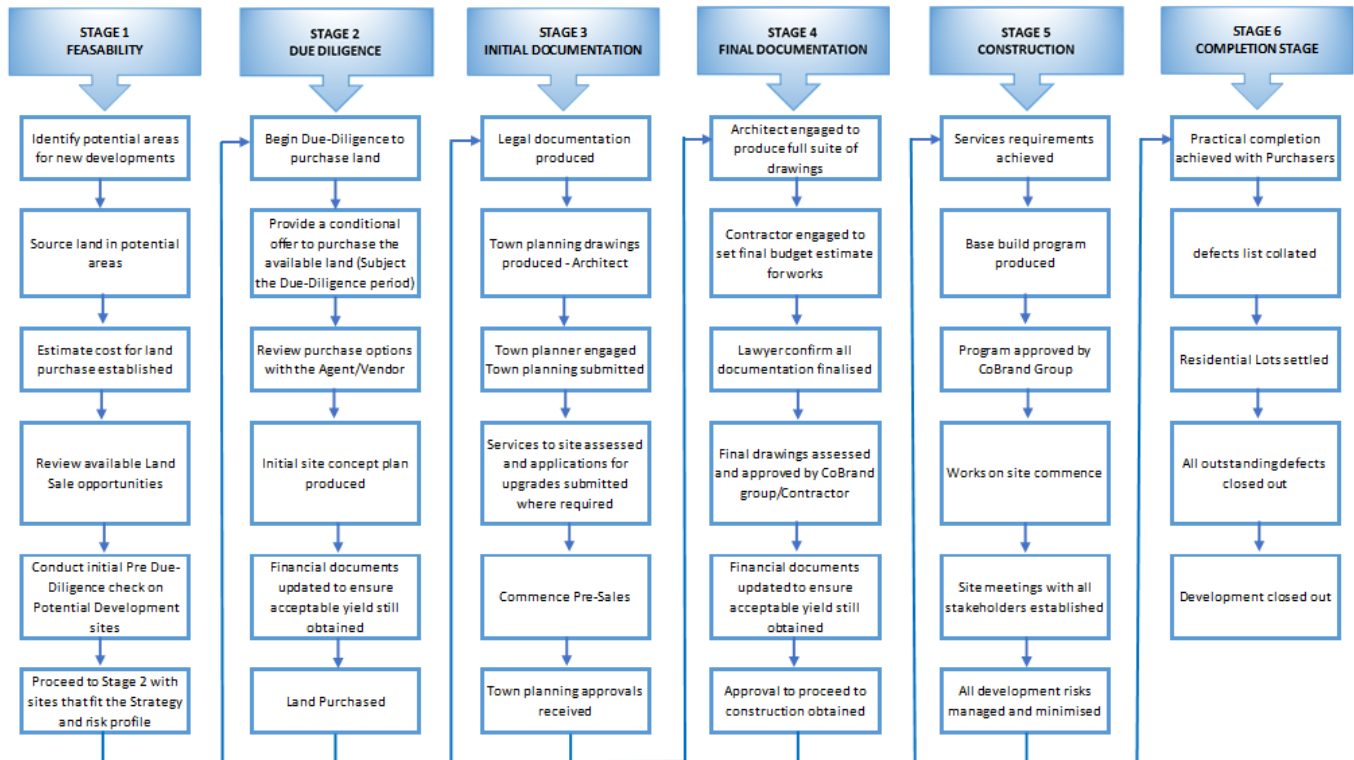 STAGE 1
FEASABILITY
Identify potential areas
for new developments
Source land in potential
areas
Estimate cost for land
purchase established
Review available Land
Sale opportunities
Conduct initial Pre Due-
Diligence check on
Potential Development
sites
Proceed to Stage 2 with
sites that fit the Strategy
and risk profile
STAGE 2
DUE DILIGENCE
Begin Due-Diligence to
purchase land
Provide a conditional
offer to purchase the
available land (Subject
the Due-Diligence period)
Review purchase options
with the Agent/Vendor
Initial site concept plan
produced
Financial documents
updated to ensure
acceptable yield still
obtained
Land Purchased
STAGE 3
INITIAL DOCUMENTATION
Legal documentation
produced
Town planning drawings
produced - Architect
Town planner engaged
Town planning submitted
Services to site assessed
and applications for
upgrades submitted
where required
Commence Pre-Sales
Town planning approvals
received
STAGE 4
FINAL DOCUMENTATION
Architect engaged to
produce full suite of
drawings
Contractor engaged to
set final budget estimate
for works
Lawyer confirm all
documentation finalised
Final drawings assessed
and approved by CoBrand
group/Contractor
Financial documents
updated to ensure
acceptable yield still
obtained
Approval to proceed to
construction obtained
STAGE 5
CONSTRUCTION
Services requirements
achieved
Base build program
produced
Program approved by
CoBrand Group
Works on site commence
Site meetings with all
stakeholders established
All development risks
managed and minimised
STAGE 6
COMPLETION STAGE
Practical completion
achieved with Purchasers
defects list collated
Residential Lots settled
All outstanding defects
closed out
Development closed out